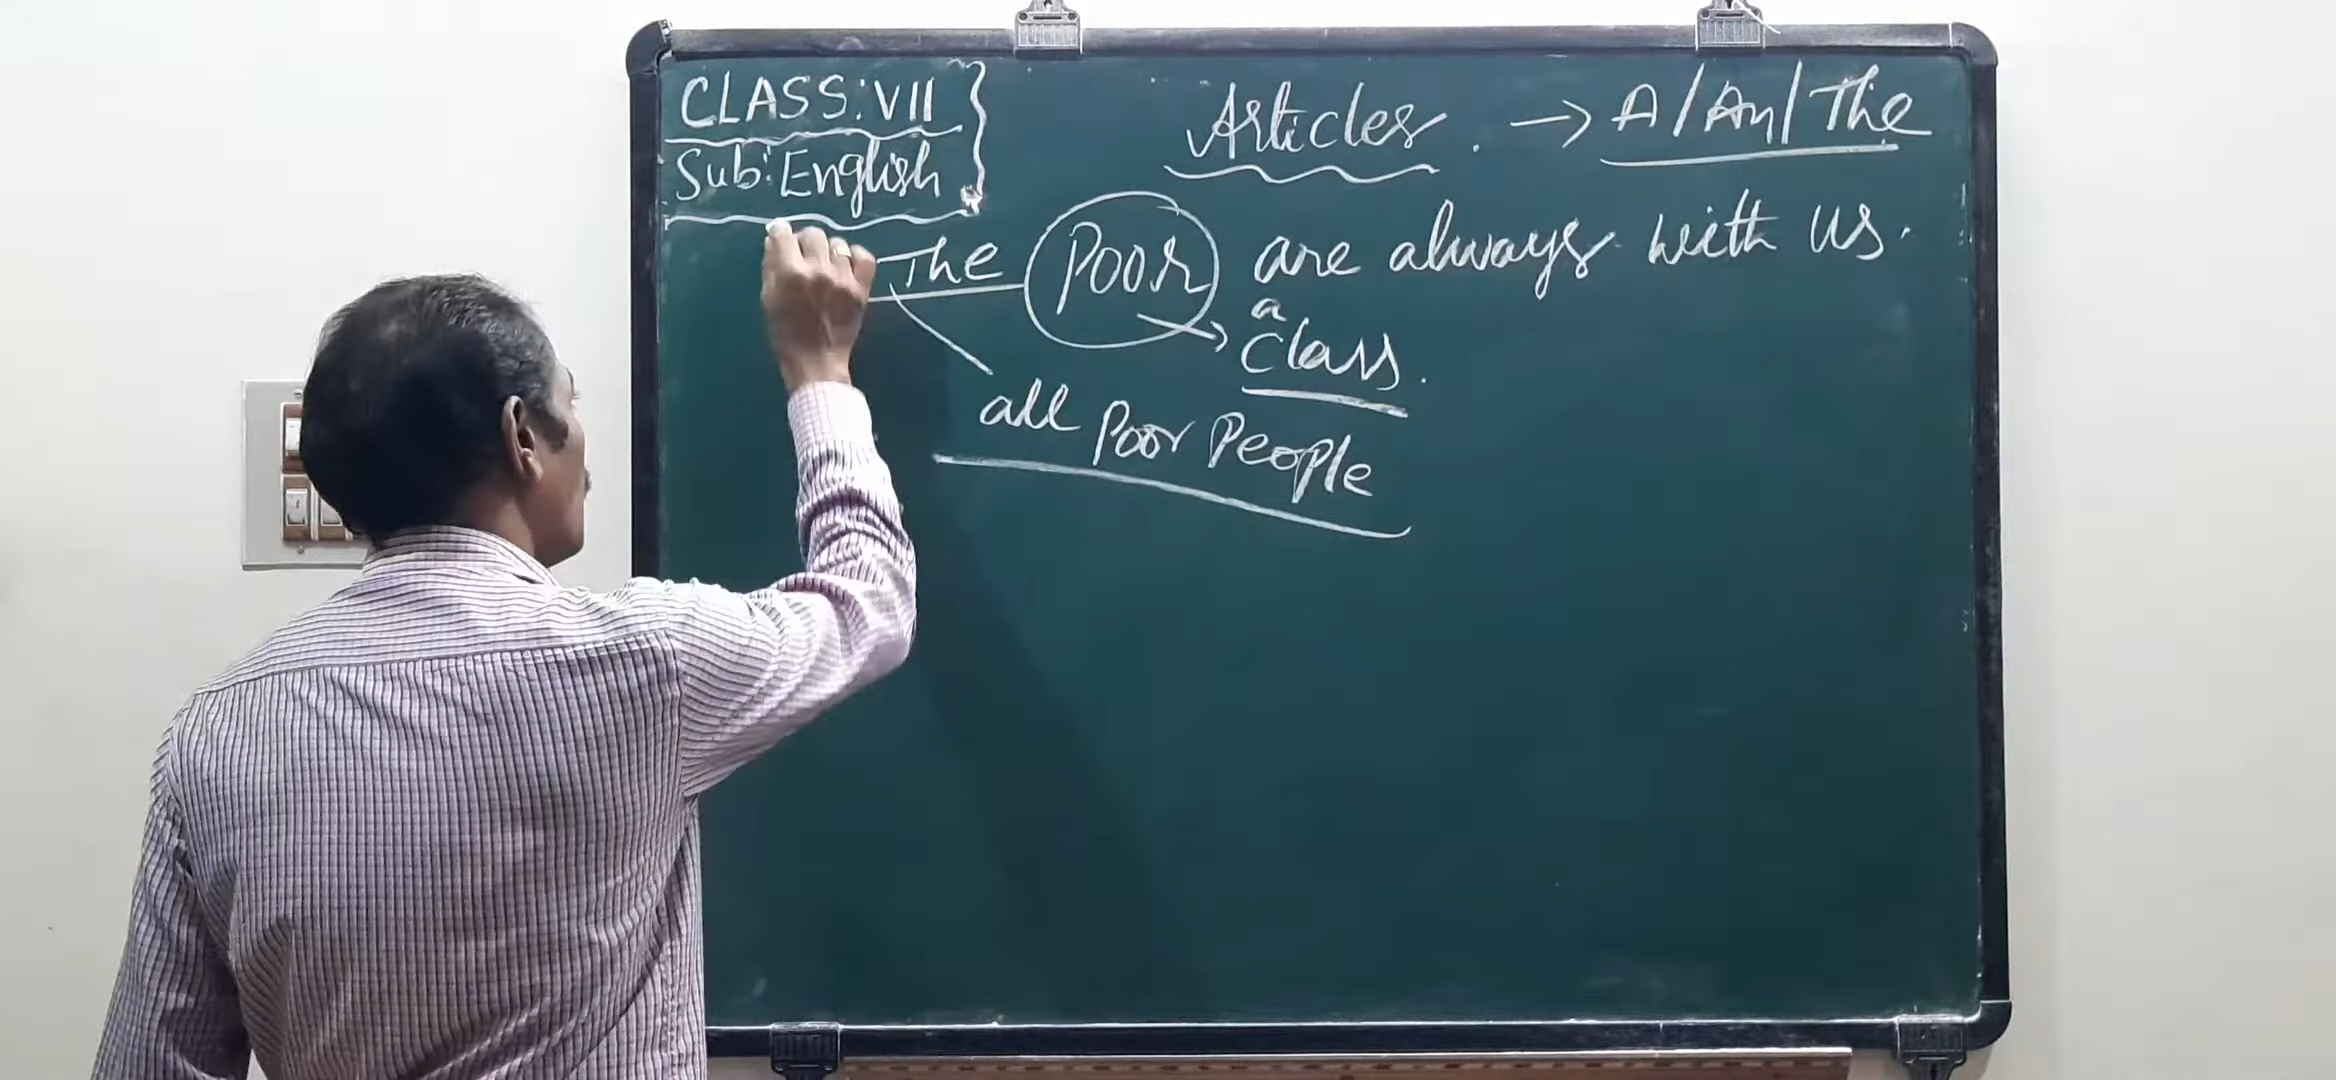 CLASS: VII
Sub: English
Articles. → A/An/The
The Poor are always with us.
a
class.
all Poor People